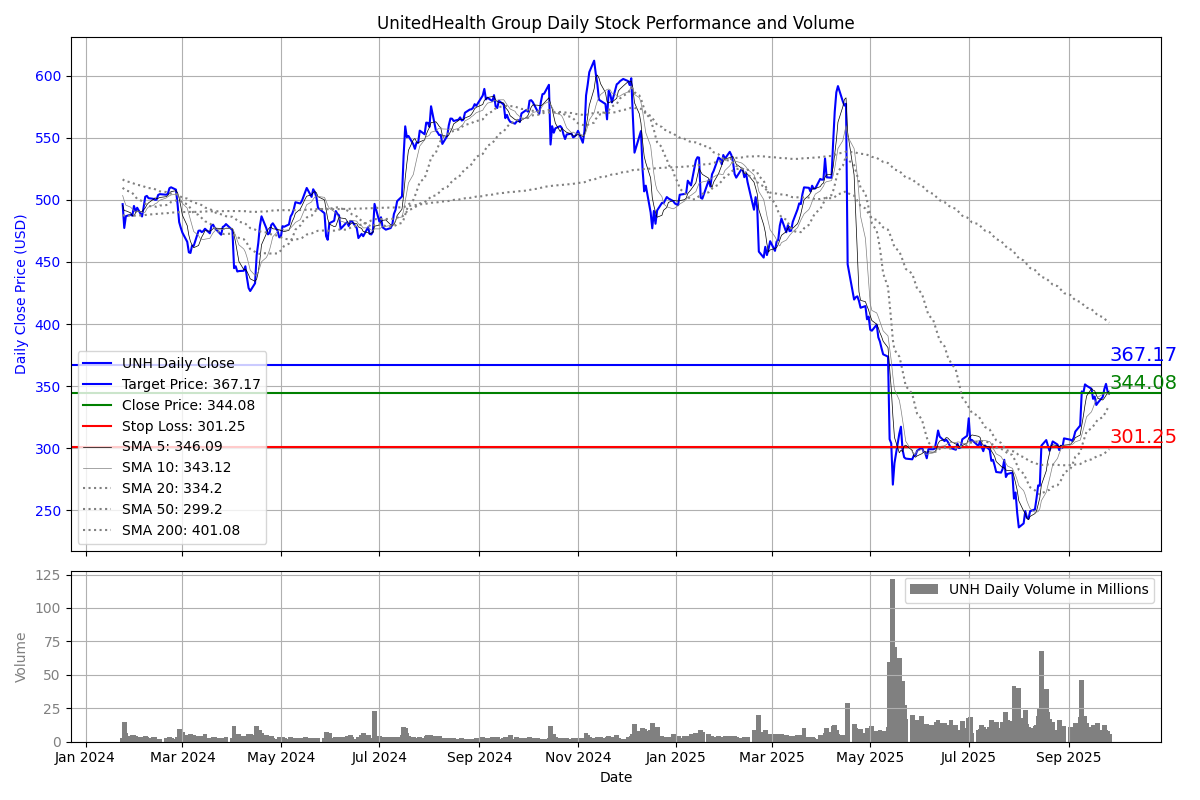 UnitedHealth Group Daily Stock Performance and Volume
600
550
500
450
400
350
300
250
Daily Close Price (USD)
367.17
344.08
301.25
UNH Daily Close
Target Price: 367.17
Close Price: 344.08
Stop Loss: 301.25
SMA 5: 346.09
SMA 10: 343.12
SMA 20: 334.2
SMA 50: 299.2
SMA 200: 401.08
125
100
75
50
25
0
Volume
UNH Daily Volume in Millions
Jan 2024 Mar 2024 May 2024 Jul 2024 Sep 2024 Nov 2024 Jan 2025 Mar 2025 May 2025 Jul 2025 Sep 2025
Date